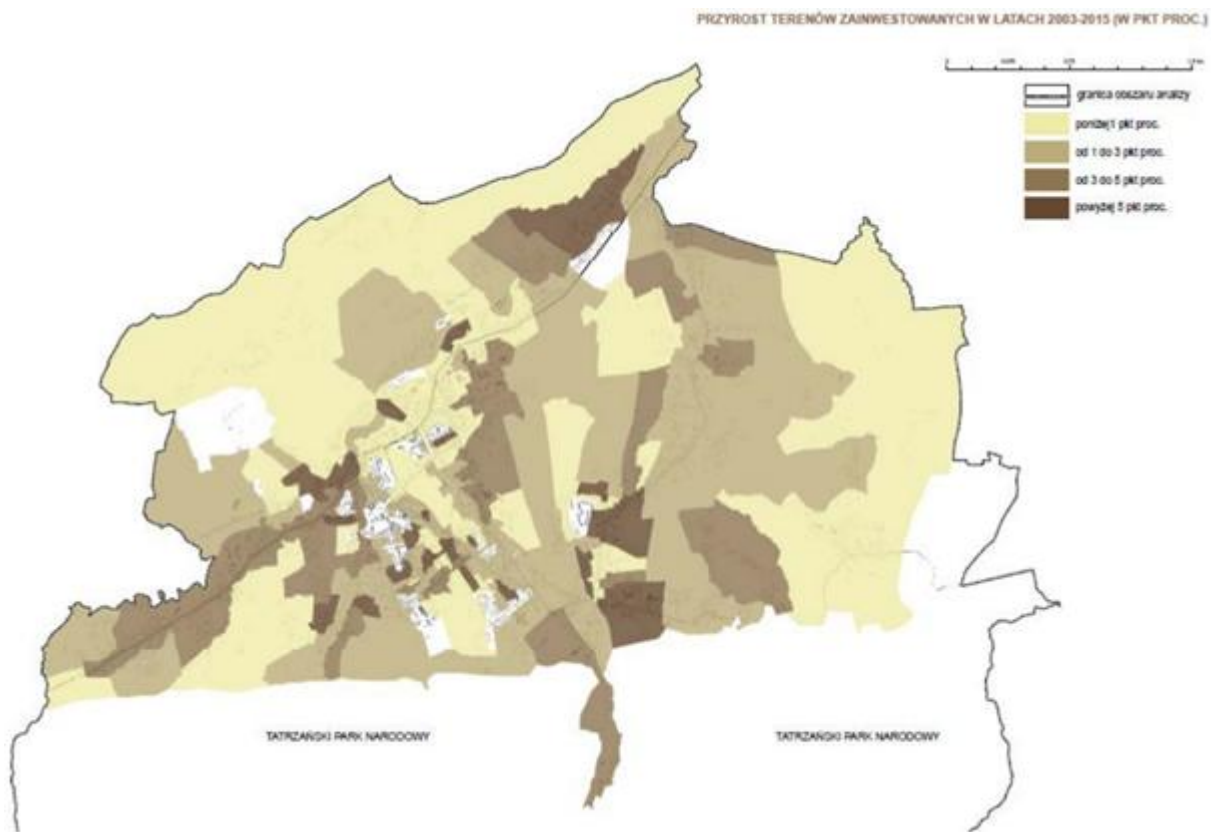 PRZYROST TERENÓW ZAINWESTOWANYCH W LATACH 2003-2015 (W PKT PROC.)
granica obszaru analizy
poniżej 1 pkt proc.
od 1 do 3 pkt proc.
od 3 do 5 pkt proc.
powyżej 5 pkt proc.
TATRZAŃSKI PARK NARODOWY
TATRZAŃSKI PARK NARODOWY